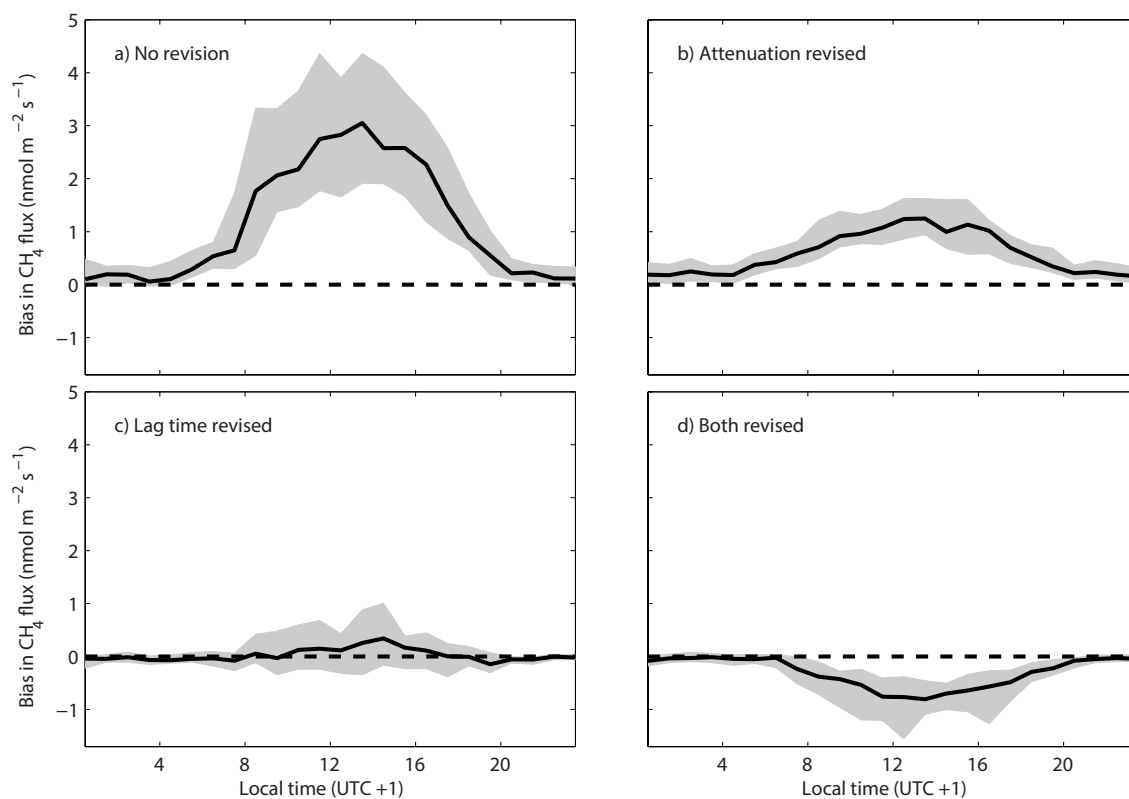 a) No revision
5
4
3
2
1
0
−1
Bias in CH4 flux (nmol m−2 s−1)
b) Attenuation revised
c) Lag time revised
5
4
3
2
1
0
−1
Bias in CH4 flux (nmol m−2 s−1)
4 8 12 16 20
Local time (UTC +1)
d) Both revised
4 8 12 16 20
Local time (UTC +1)